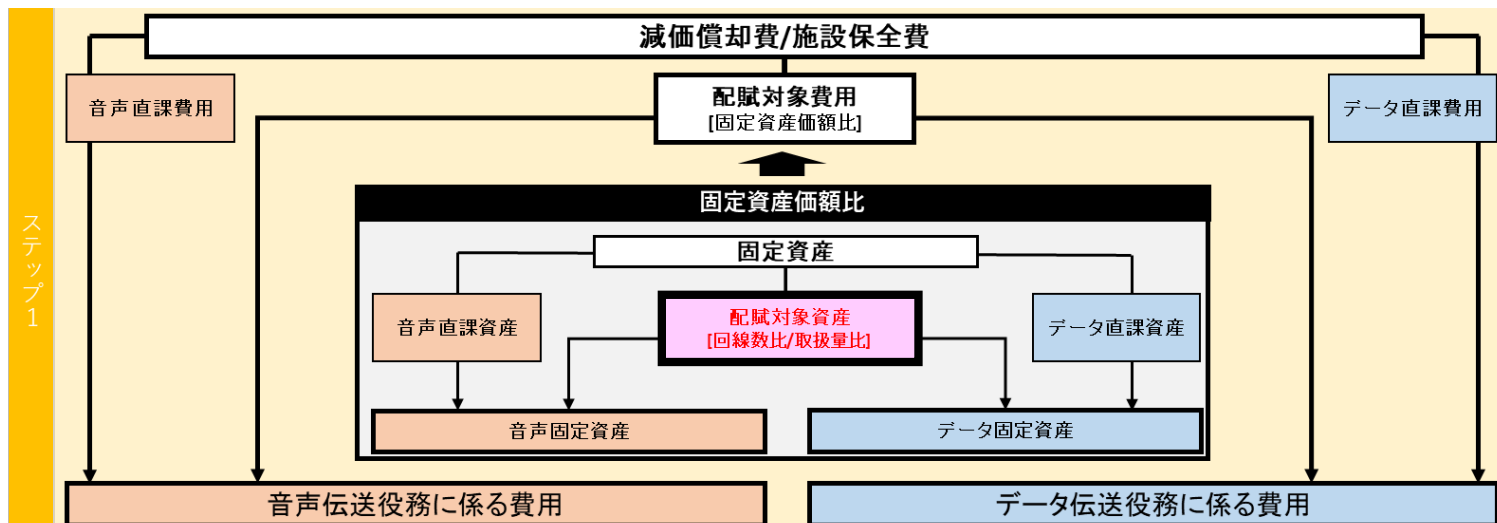 ステップ1
減価償却費/施設保全費
音声直課費用
配賦対象費用
[固定資産価額比]
データ直課費用
固定資産価額比
固定資産
音声直課資産
配賦対象資産
[回線数比/取扱量比]
データ直課資産
音声固定資産
データ固定資産
音声伝送役務に係る費用
データ伝送役務に係る費用